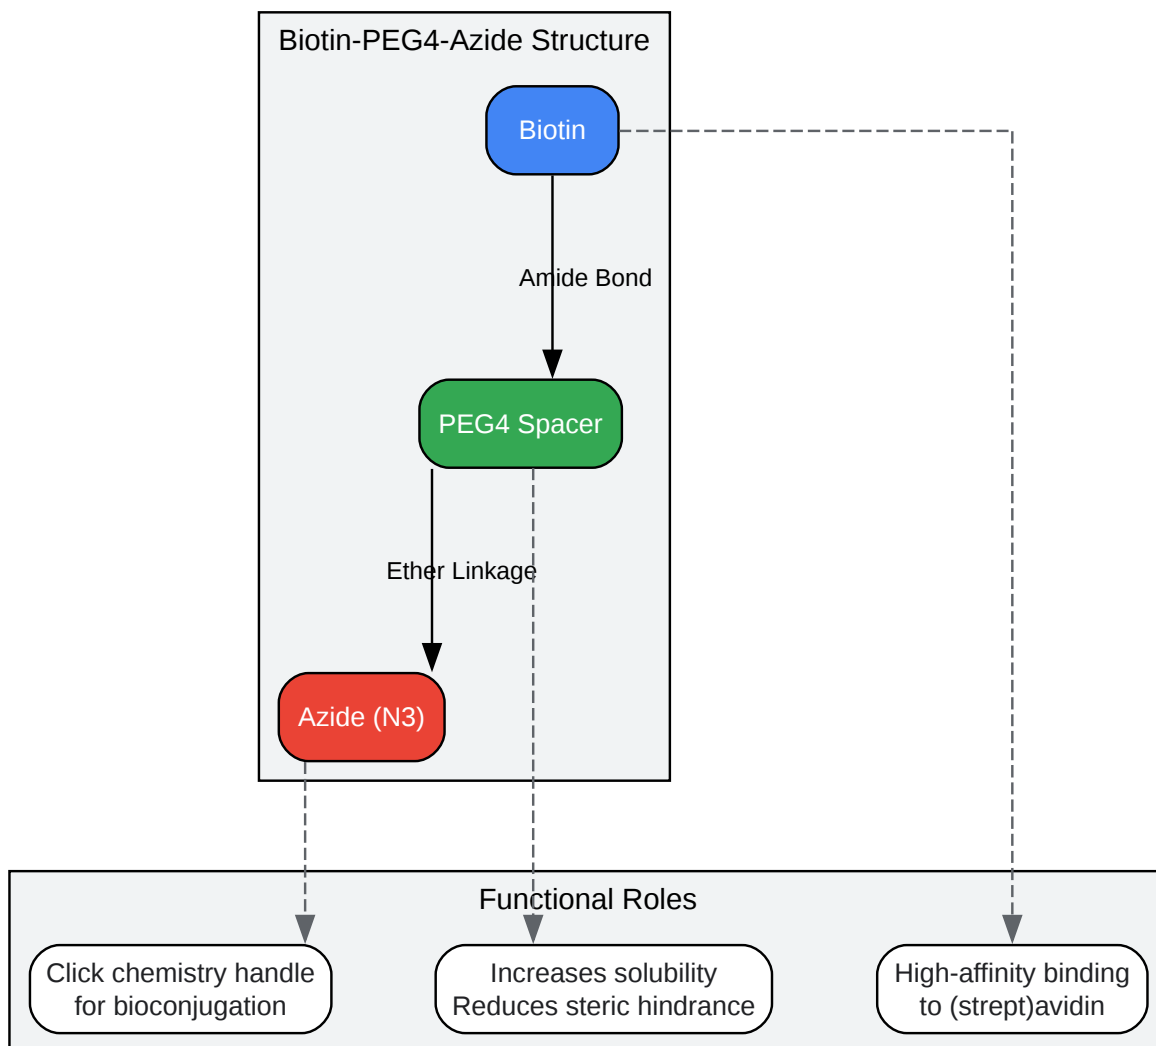 Biotin-PEG4-Azide Structure
Biotin
Amide Bond
PEG4 Spacer
Ether Linkage
Azide (N3)
Functional Roles
Click chemistry handle
for bioconjugation
Increases solubility
Reduces steric hindrance
High-affinity binding
to (strept)avidin